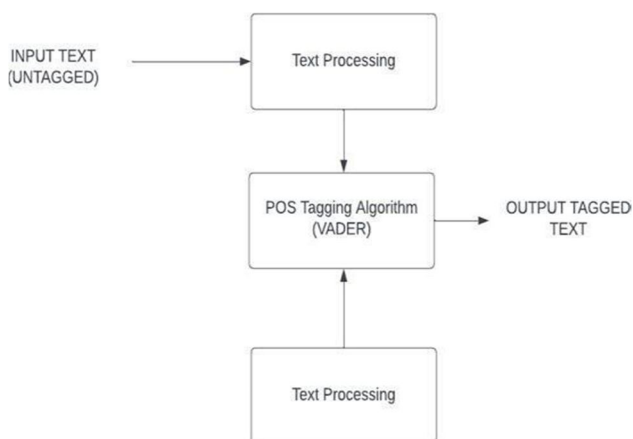 INPUT TEXT
(UNTAGGED)
Text Processing
POS Tagging Algorithm
(VADER)
OUTPUT TAGGED
TEXT
Text Processing